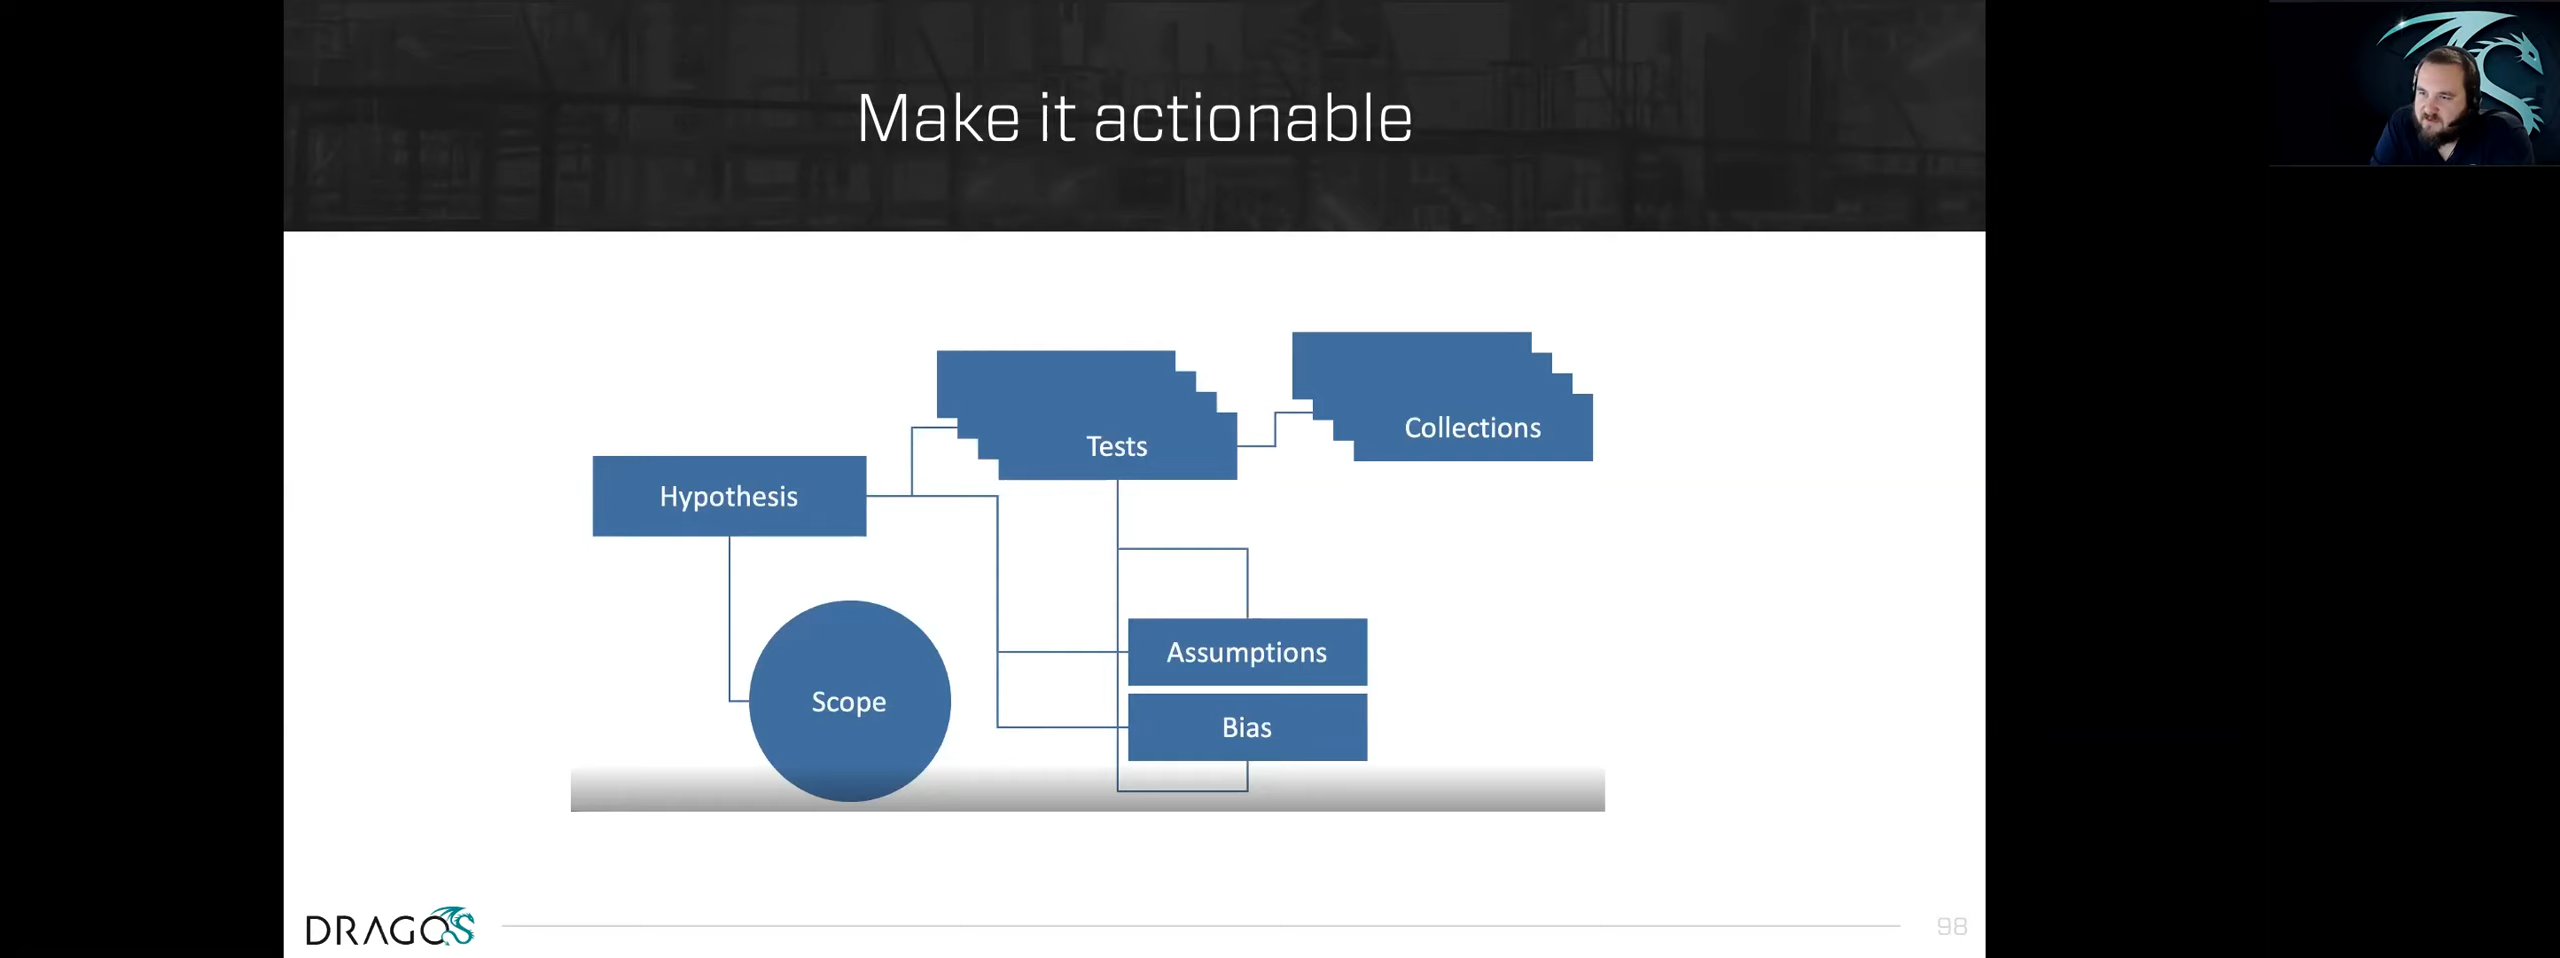 Make it actionable
Tests
Collections
Hypothesis
Assumptions
Scope
Bias
DRAGOS
98